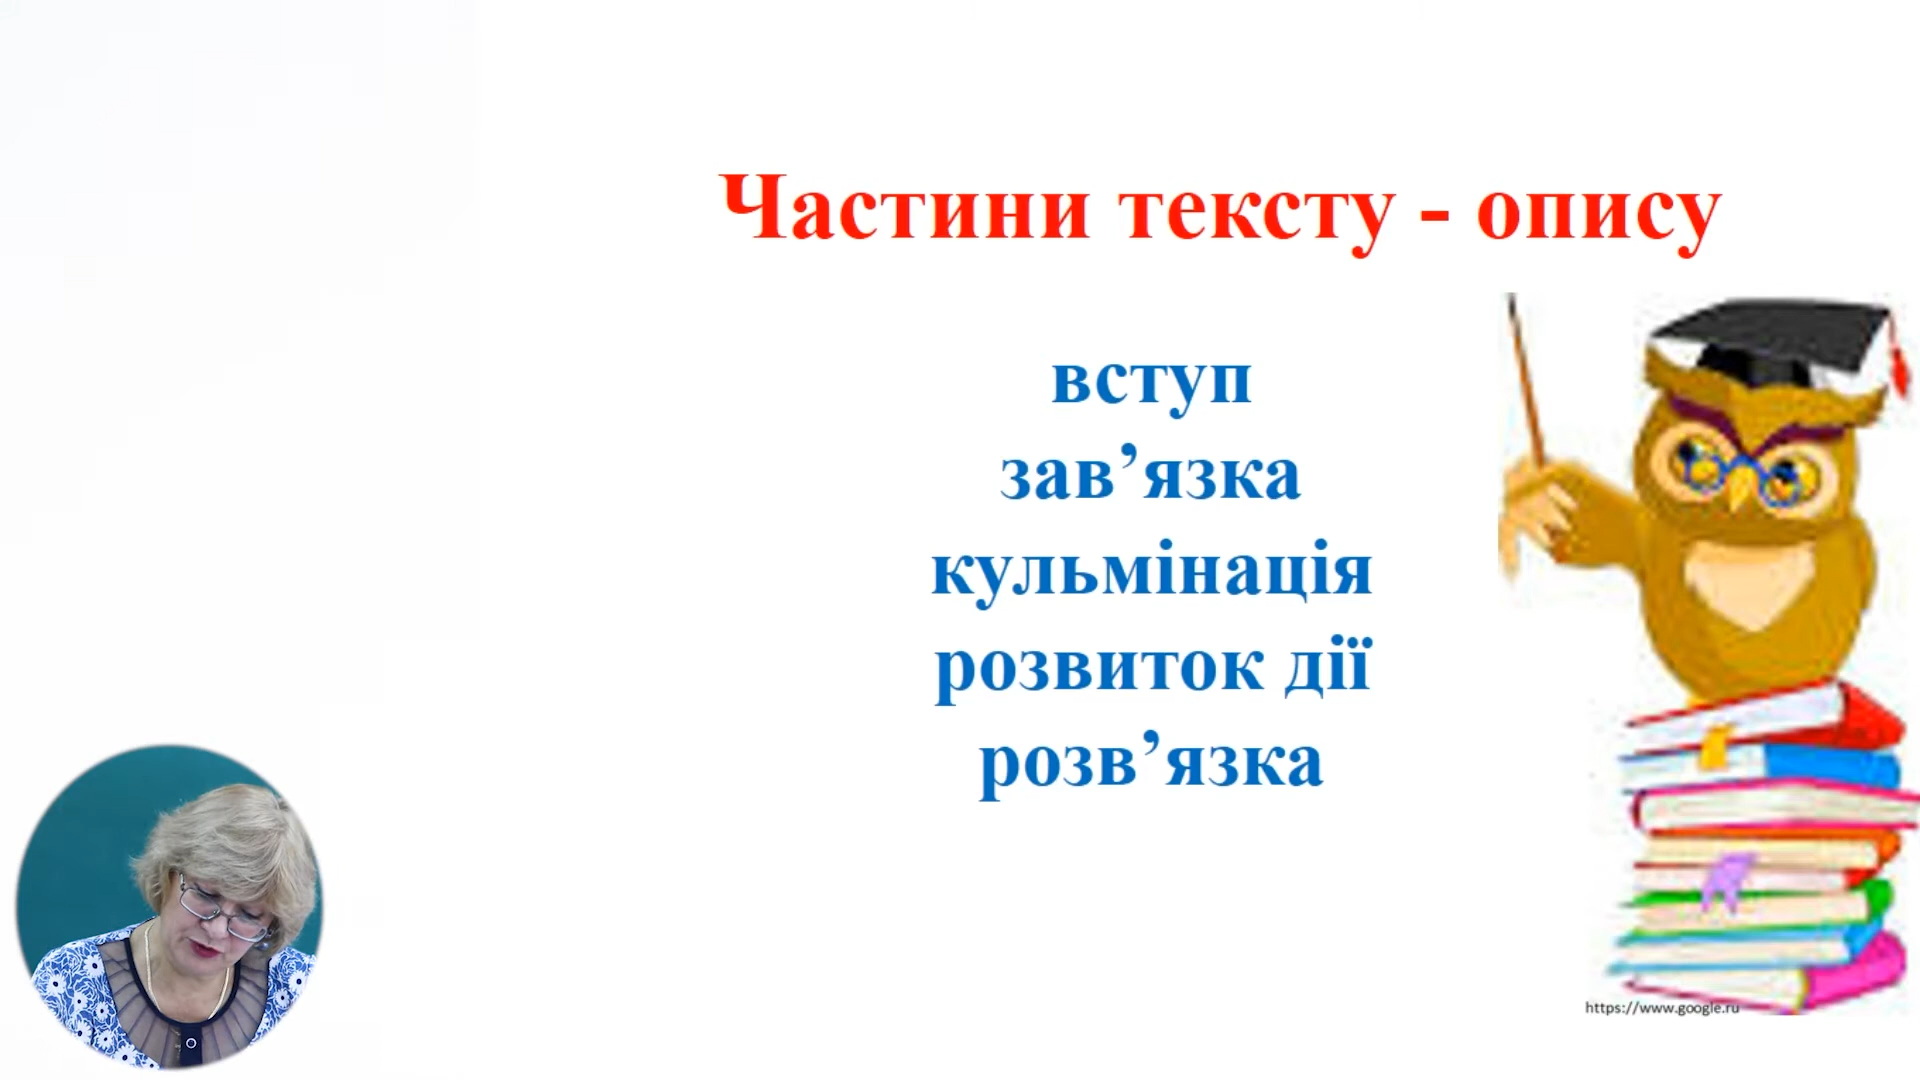 Частини тексту - опису
вступ
зав’язка
кульмінація
розвиток дії
розв’язка
https://www.google.ru